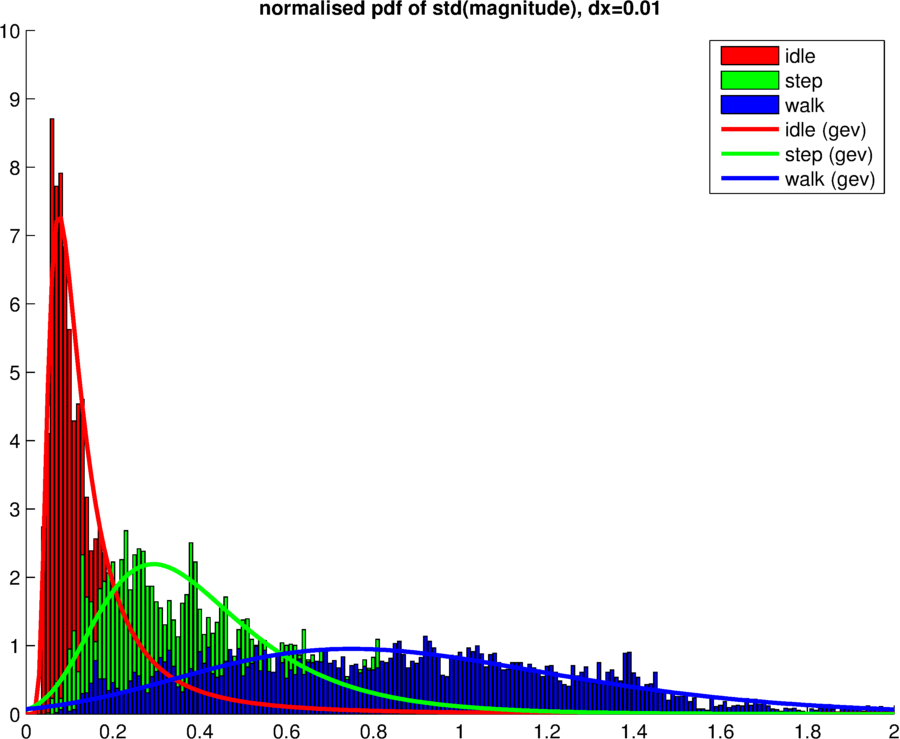 normalised pdf of std(magnitude), dx=0.01
10
9
8
7
6
5
4
3
2
1
0
idle
step
walk
idle (gev)
step (gev)
walk (gev)
0 0.2 0.4 0.6 0.8 1 1.2 1.4 1.6 1.8 2